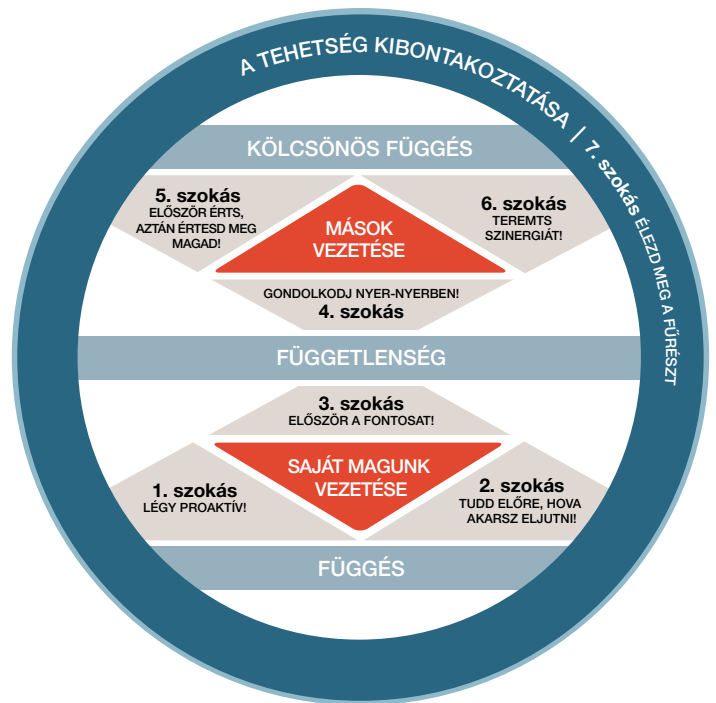 A TEHETSÉG KIBONTAKOZTATÁSA | 7. szokás ÉLEZD MEG A FŰRÉSZT
KÖLCSÖNÖS FÜGGÉS
5. szokás
ELŐSZÖR ÉRTS,
AZTÁN ÉRTESD MEG
MAGAD!
MÁSOK
VEZETÉSE
6. szokás
TEREMTS
SZINERGIÁT!
GONDOLKODJ NYER-NYERBEN!
4. szokás
FÜGGETLENSÉG
3. szokás
ELŐSZÖR A FONTOSAT!
1. szokás
LÉGY PROAKTÍV!
SAJÁT MAGUNK
VEZETÉSE
2. szokás
TUDD ELŐRE, HOVA
AKARSZ ELJUTNI!
FÜGGÉS